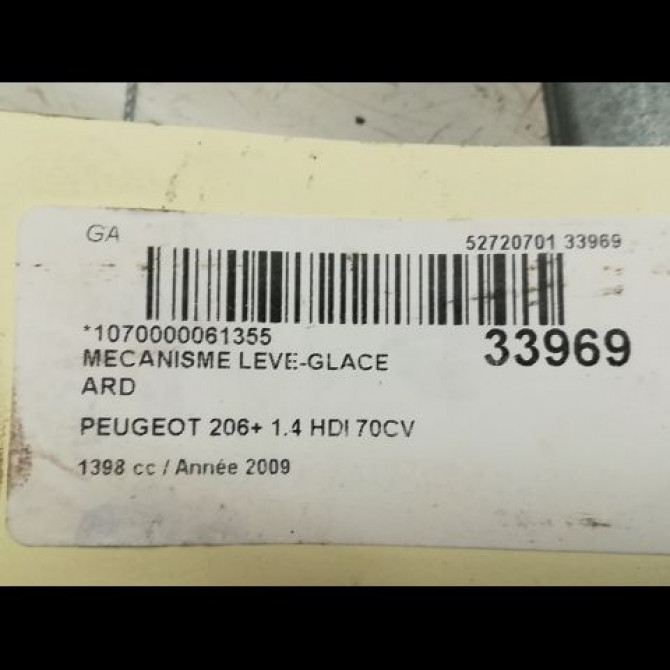 GA
52720701 33969
*1070000061355
33969
MECANISME LEVE-GLACE
ARD
PEUGEOT 206+ 1.4 HDI 70CV
1398 cc / Année 2009